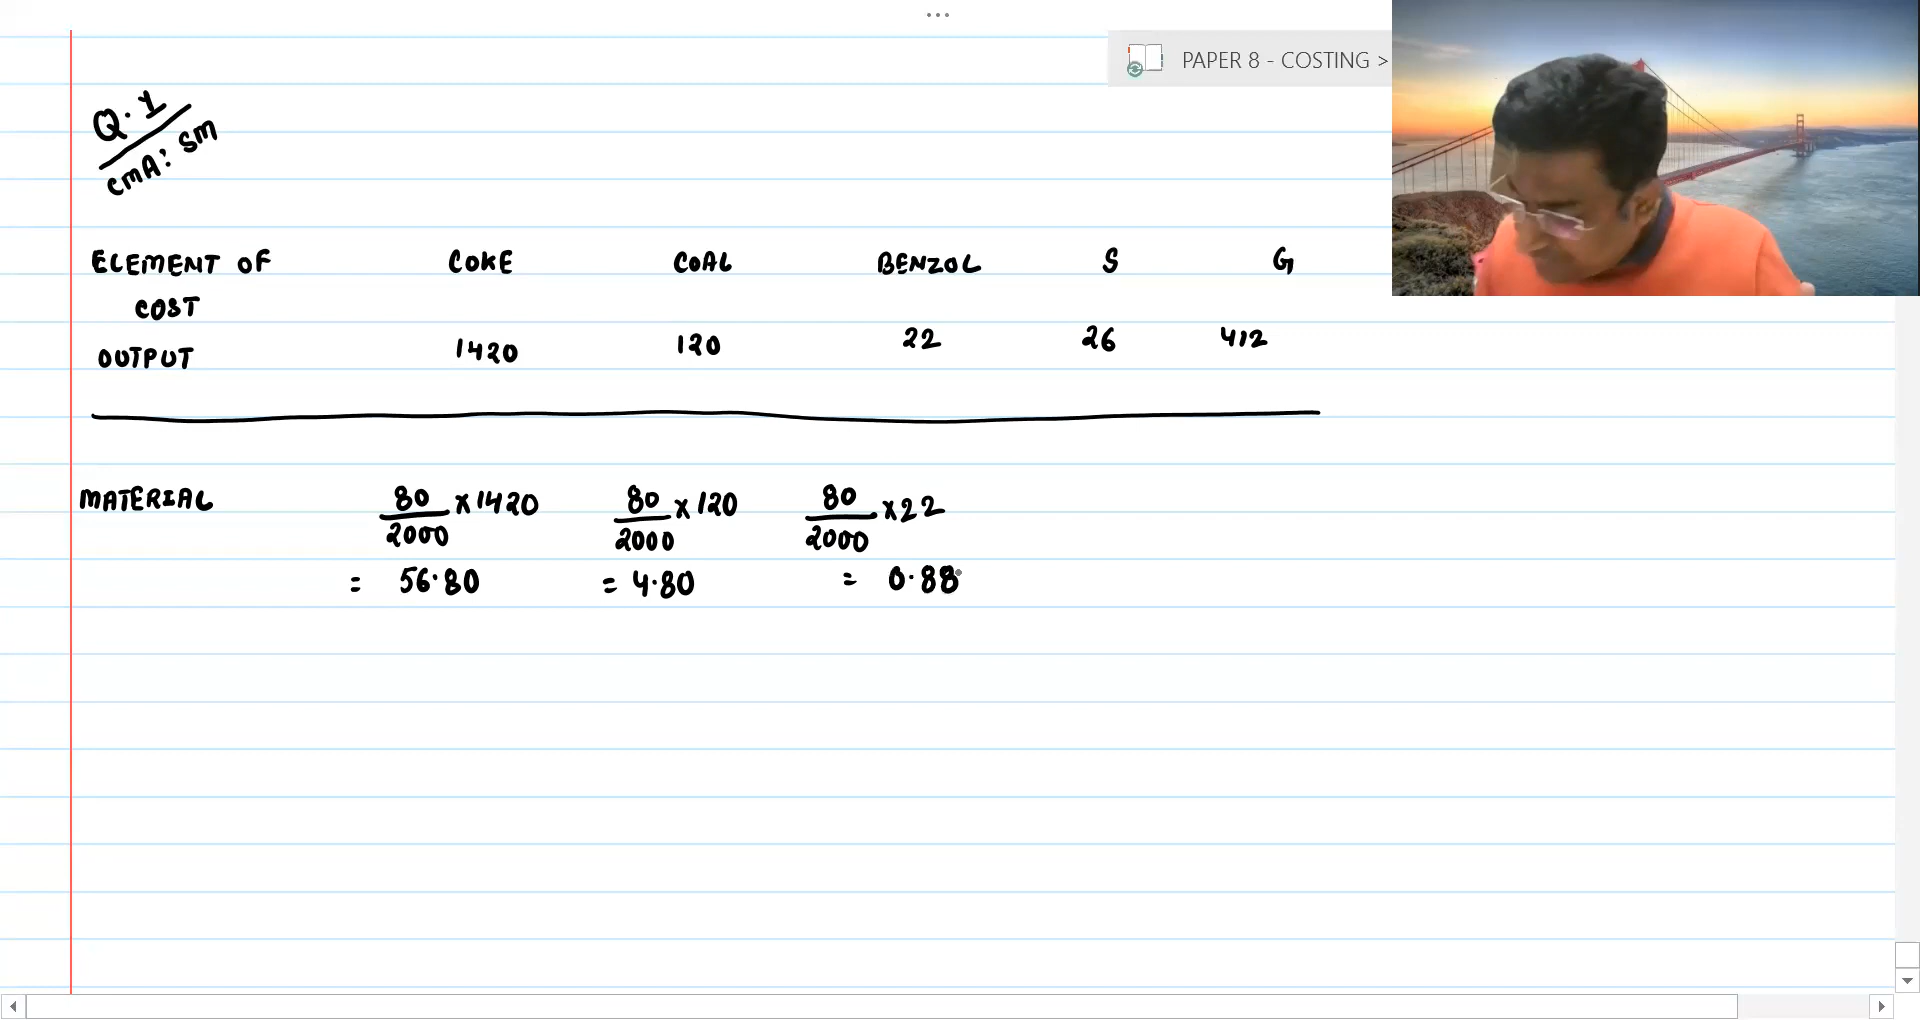 PAPER 8 - COSTING >
Q.1
CMA: SM
ELEMENT OF COKE COAL BENZOL S G
COST
OUTPUT 1420 120 22 26 412
MATERIAL 80/2000 x 1420 80/2000 x 120 80/2000 x 22
= 56.80 = 4.80 = 0.88